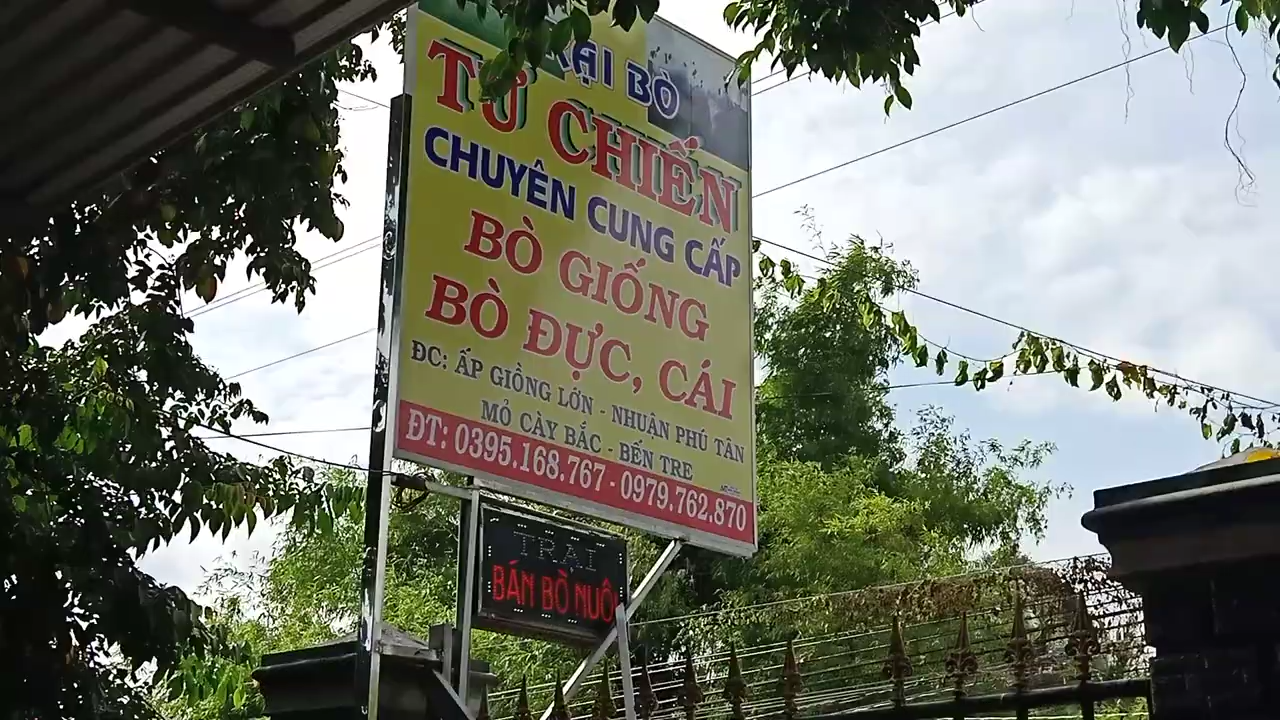 TRẠI BÒ
TƯ CHIẾN
CHUYÊN CUNG CẤP
BÒ GIỐNG
BÒ ĐỰC, CÁI
ĐC: ẤP GIỒNG LỚN - NHUẬN PHÚ TÂN
MỎ CÀY BẮC - BẾN TRE
ĐT: 0395.168.767 - 0979.762.870
TRẠI
BÁN BÒ NUÔI